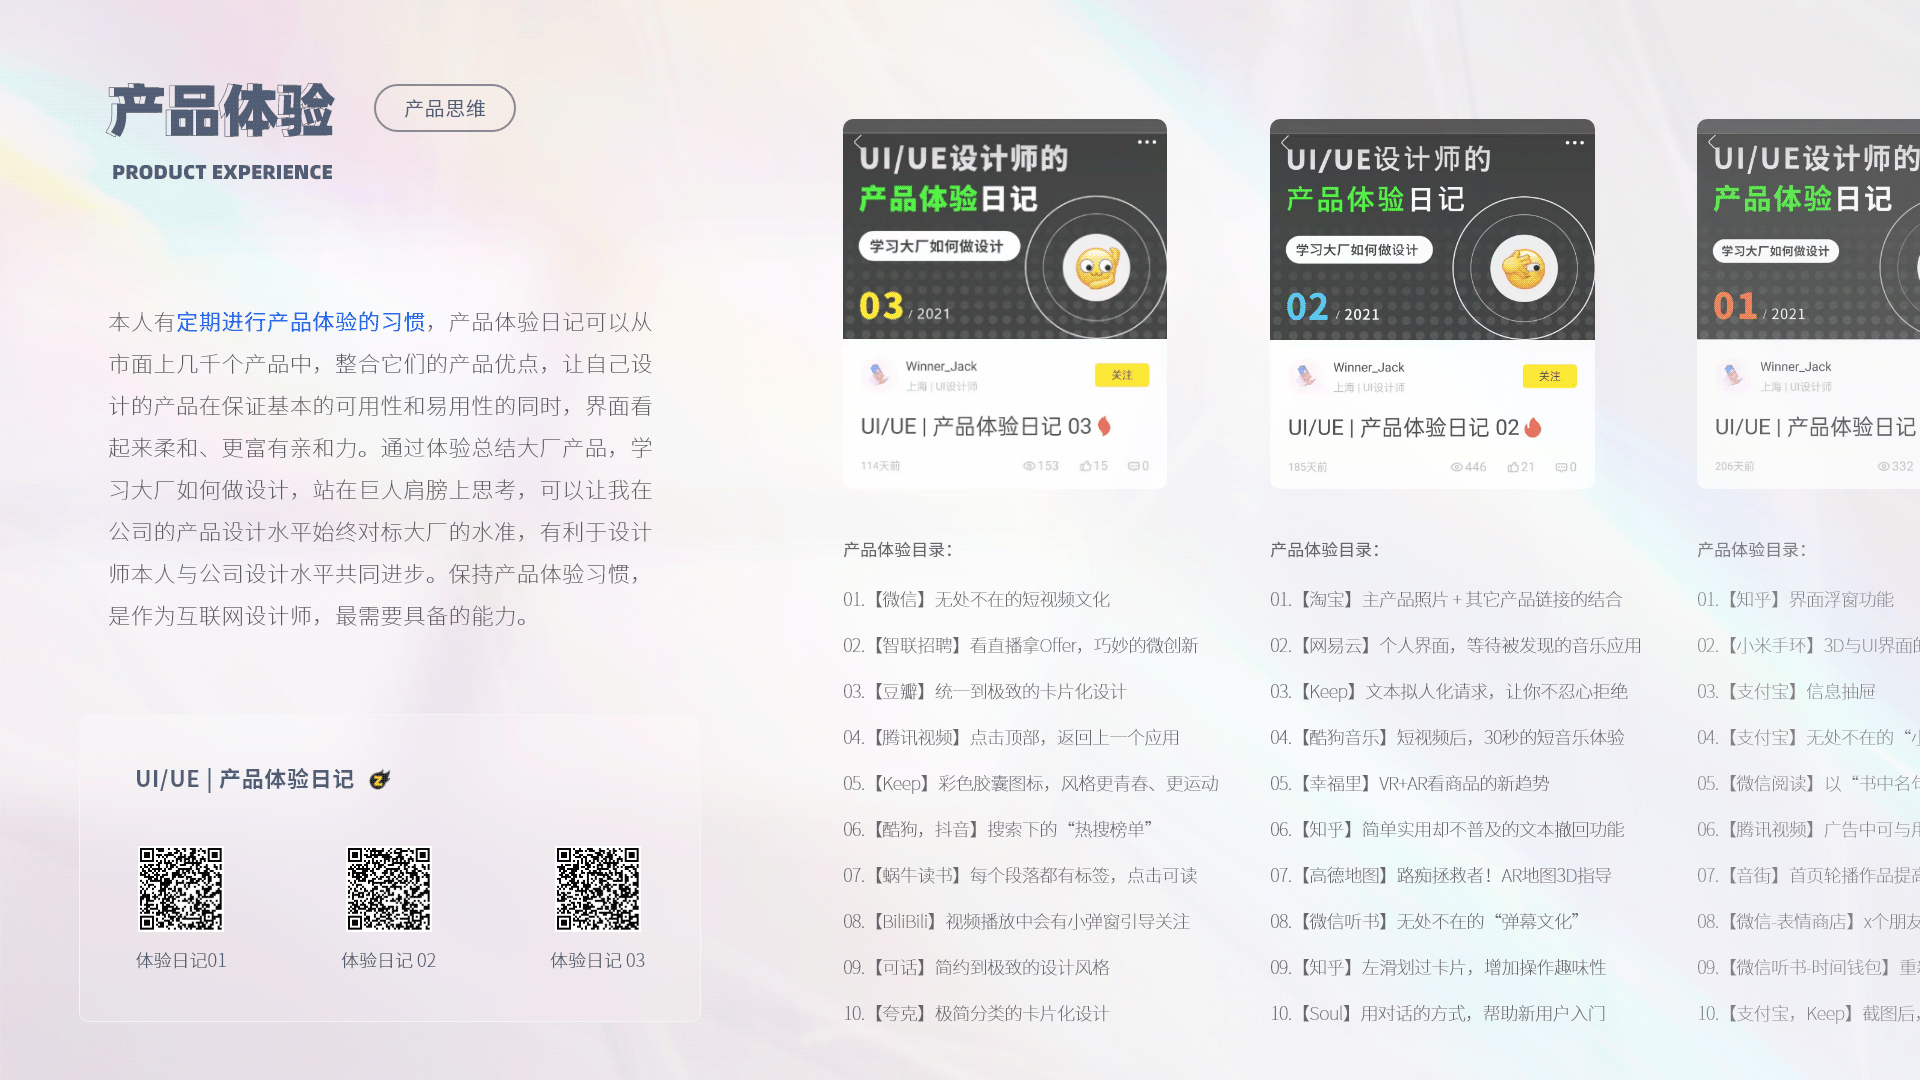 产品体验
产品思维
PRODUCT EXPERIENCE
本人有定期进行产品体验的习惯，产品体验日记可以从
市面上几千个产品中，整合它们的产品优点，让自己设
计的产品在保证基本的可用性和易用性的同时，界面看
起来柔和、更富有亲和力。通过体验总结大厂产品，学
习大厂如何做设计，站在巨人肩膀上思考，可以让我在
公司的产品设计水平始终对标大厂的水准，有利于设计
师本人与公司设计水平共同进步。保持产品体验习惯，
是作为互联网设计师，最需要具备的能力。
UI/UE | 产品体验日记
体验日记01
体验日记 02
体验日记 03
UI/UE设计师的
产品体验日记
学习大厂如何做设计
03 / 2021
Winner_Jack
上海 | UI设计师
关注
UI/UE | 产品体验日记 03
114天前
153
15
0
产品体验目录：
01.【微信】无处不在的短视频文化
02.【智联招聘】看直播拿Offer，巧妙的微创新
03.【豆瓣】统一到极致的卡片化设计
04.【腾讯视频】点击顶部，返回上一个应用
05.【Keep】彩色胶囊图标，风格更青春、更运动
06.【酷狗，抖音】搜索下的“热搜榜单”
07.【蜗牛读书】每个段落都有标签，点击可读
08.【BiliBili】视频播放中会有小弹窗引导关注
09.【可话】简约到极致的设计风格
10.【夸克】极简分类的卡片化设计
UI/UE设计师的
产品体验日记
学习大厂如何做设计
02 / 2021
Winner_Jack
上海 | UI设计师
关注
UI/UE | 产品体验日记 02
185天前
446
21
0
产品体验目录：
01.【淘宝】主产品照片 + 其它产品链接的结合
02.【网易云】个人界面，等待被发现的音乐应用
03.【Keep】文本拟人化请求，让你不忍心拒绝
04.【酷狗音乐】短视频后，30秒的短音乐体验
05.【幸福里】VR+AR看商品的新趋势
06.【知乎】简单实用却不普及的文本撤回功能
07.【高德地图】路痴拯救者！AR地图3D指导
08.【微信听书】无处不在的“弹幕文化”
09.【知乎】左滑划过卡片，增加操作趣味性
10.【Soul】用对话的方式，帮助新用户入门
UI/UE设计师的
产品体验日记
学习大厂如何做设计
01 / 2021
Winner_Jack
上海 | UI设计师
UI/UE | 产品体验日记
206天前
332
产品体验目录：
01.【知乎】界面浮窗功能
02.【小米手环】3D与UI界面的
03.【支付宝】信息抽屉
04.【支付宝】无处不在的“小
05.【微信阅读】以“书中名句
06.【腾讯视频】广告中可与用
07.【音街】首页轮播作品提高
08.【微信-表情商店】x个朋友
09.【微信听书-时间钱包】重
10.【支付宝，Keep】截图后，